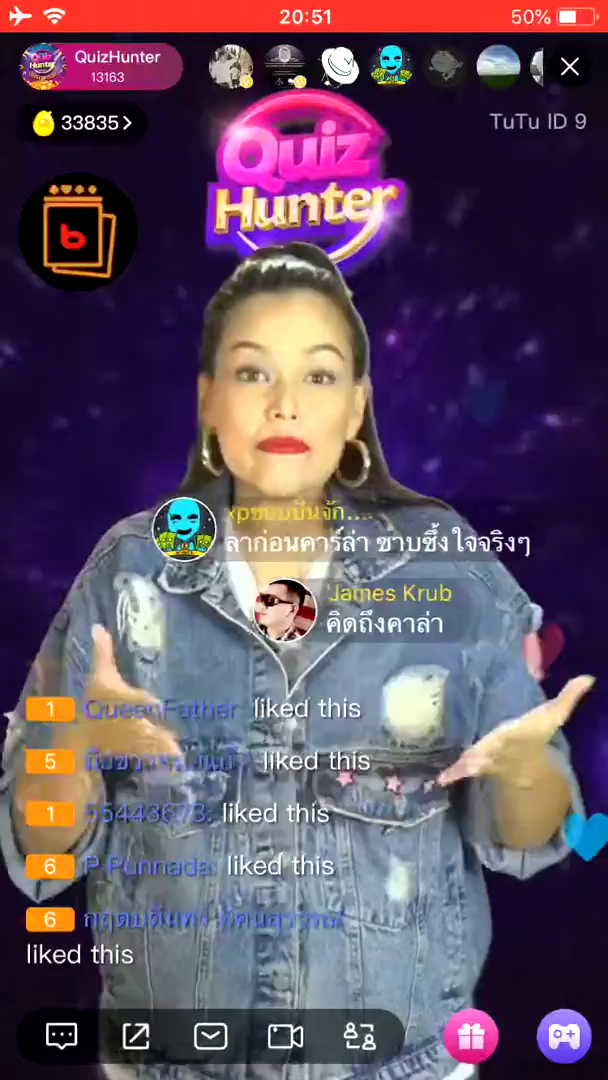 20:51
50%
QuizHunter
13163
33835
TuTu ID 9
Quiz
Hunter
b
ลาก่อนคาร์ล่า ซาบซึ้งใจจริงๆ
James Krub
คิดถึงคาล่า
1 QueenFather liked this
5 liked this
1 liked this
6 P Punnada: liked this
6
liked this